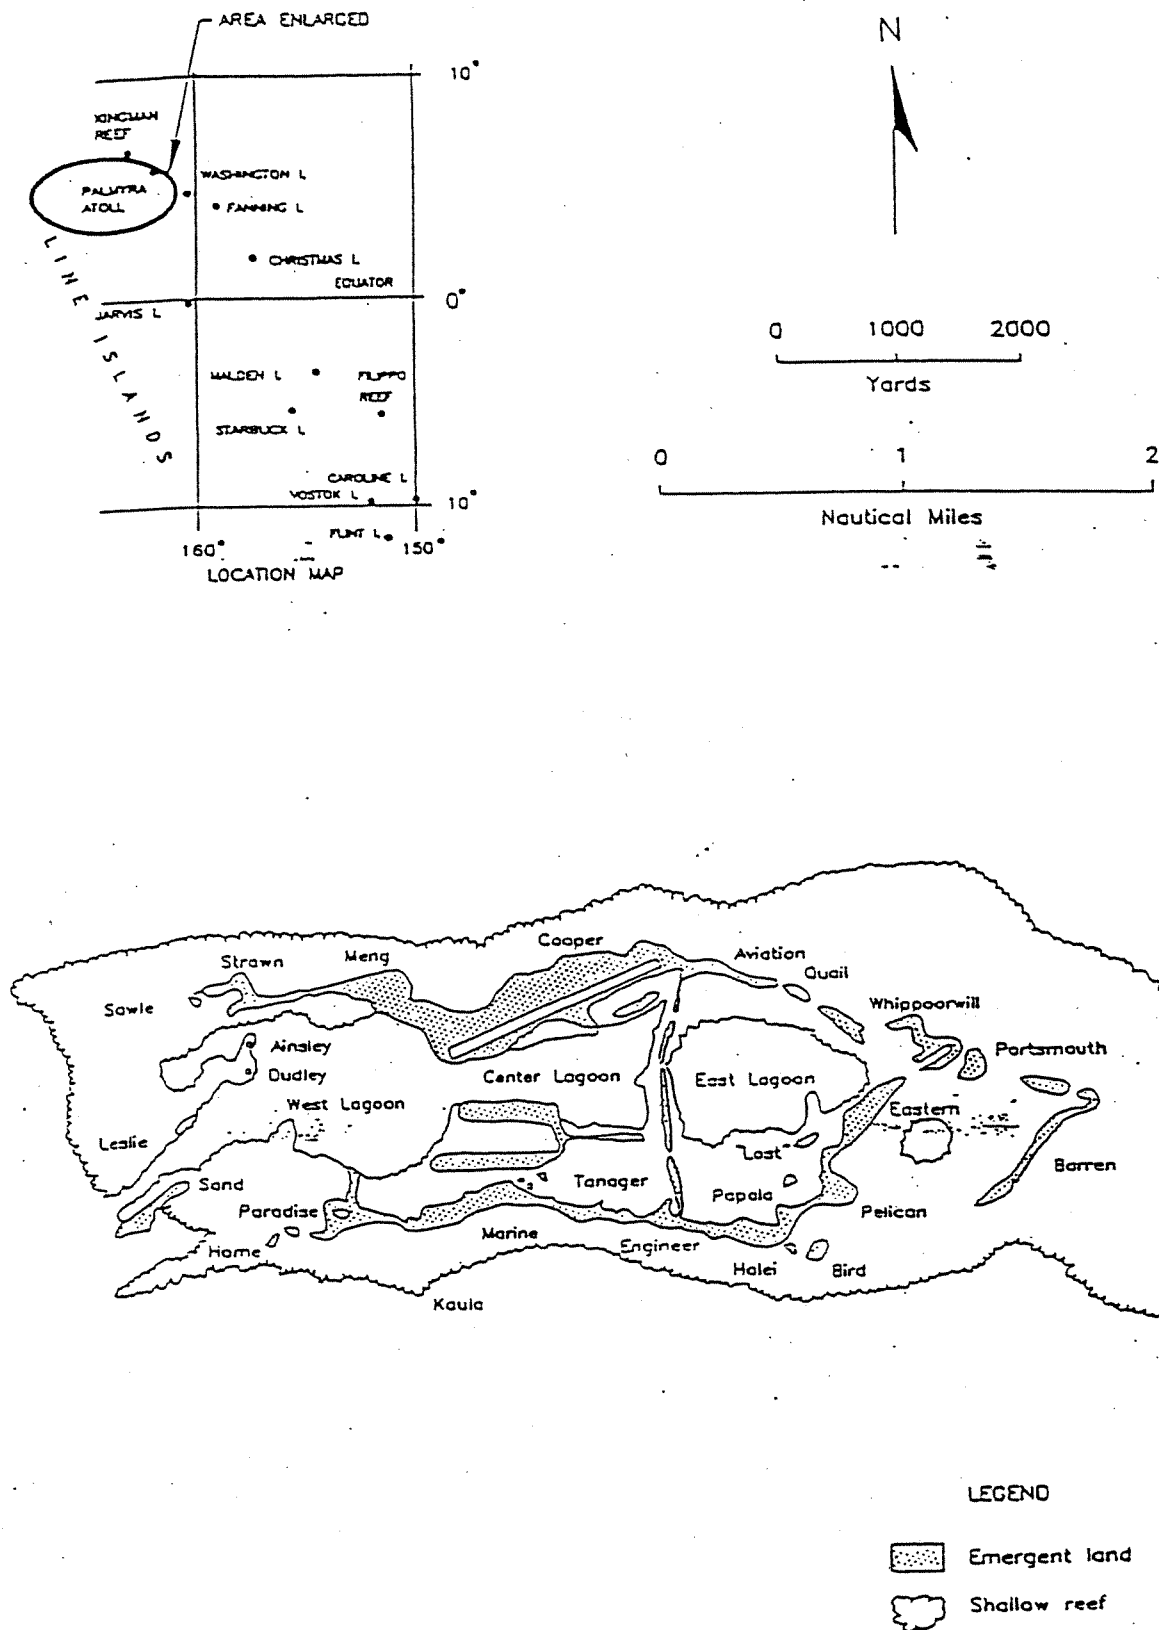 AREA ENLARGED
N
10°
KINGMAN
REEF
WASHINGTON I.
PALMYRA
ATOLL
FANNING I.
CHRISTMAS I.
EQUATOR
0°
JARVIS I.
LINE ISLANDS
0 1000 2000
Yards
MALDEN I.
FILIPPO
REEF
STARBUCK I.
0 1 2
Nautical Miles
CAROLINE I.
VOSTOK I.
10°
FLINT I.
160° 150°
LOCATION MAP
Cooper
Aviation
Meng
Strawn
Quail
Sawle
Whippoorwill
Ainsley
Portsmouth
Dudley
Center Lagoon
East Lagoon
West Lagoon
Eastern
Leslie
"Lost"
Barren
Sand
Tanager
Papala
Paradise
Pelican
Marine
Engineer
Home
Halei
Bird
Kaula
LEGEND
Emergent land
Shallow reef